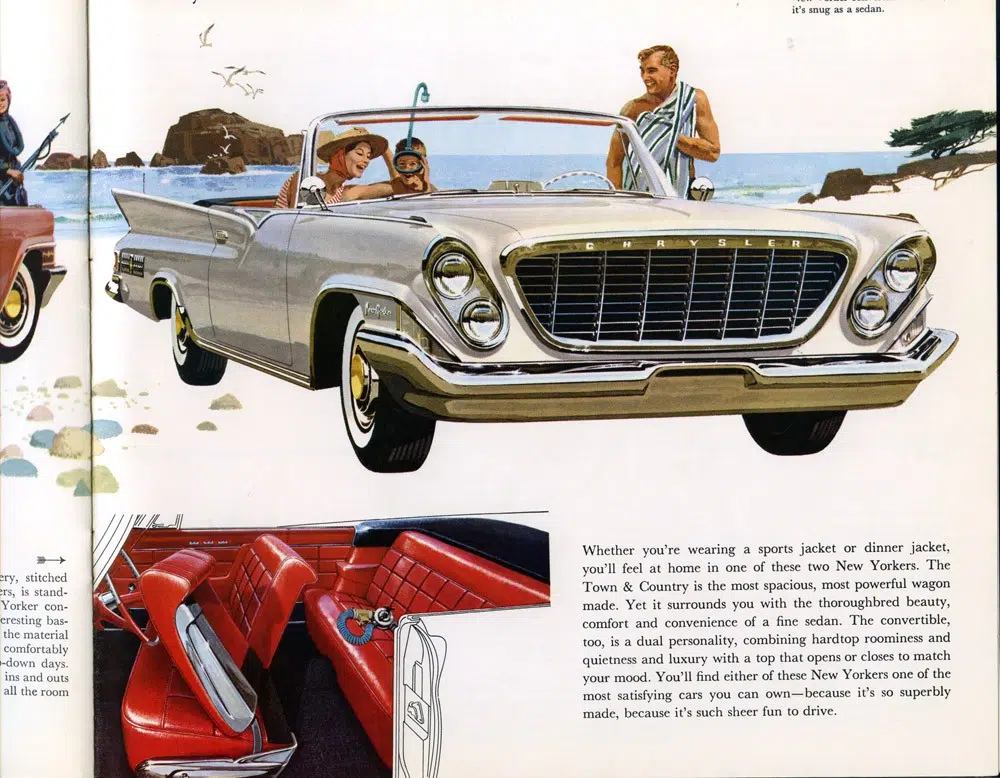 it's snug as a sedan.
CHRYSLER
New Yorker
ery, stitched
ers, is stand-
Yorker con-
eresting bas-
the material
comfortably
-down days.
ins and outs
all the room
Whether you're wearing a sports jacket or dinner jacket,
you'll feel at home in one of these two New Yorkers. The
Town & Country is the most spacious, most powerful wagon
made. Yet it surrounds you with the thoroughbred beauty,
comfort and convenience of a fine sedan. The convertible,
too, is a dual personality, combining hardtop roominess and
quietness and luxury with a top that opens or closes to match
your mood. You'll find either of these New Yorkers one of the
most satisfying cars you can own—because it's so superbly
made, because it's such sheer fun to drive.